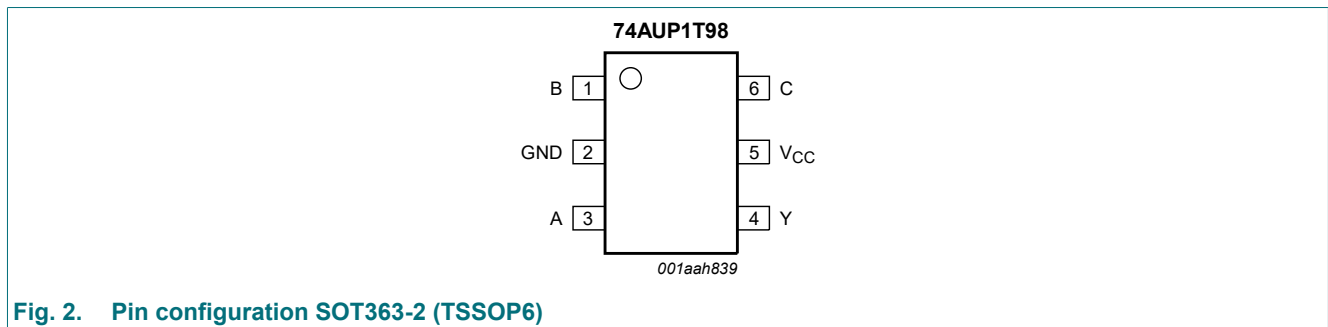 74AUP1T98
B 1 6 C
GND 2 5 VCC
A 3 4 Y
001aah839
Fig. 2. Pin configuration SOT363-2 (TSSOP6)